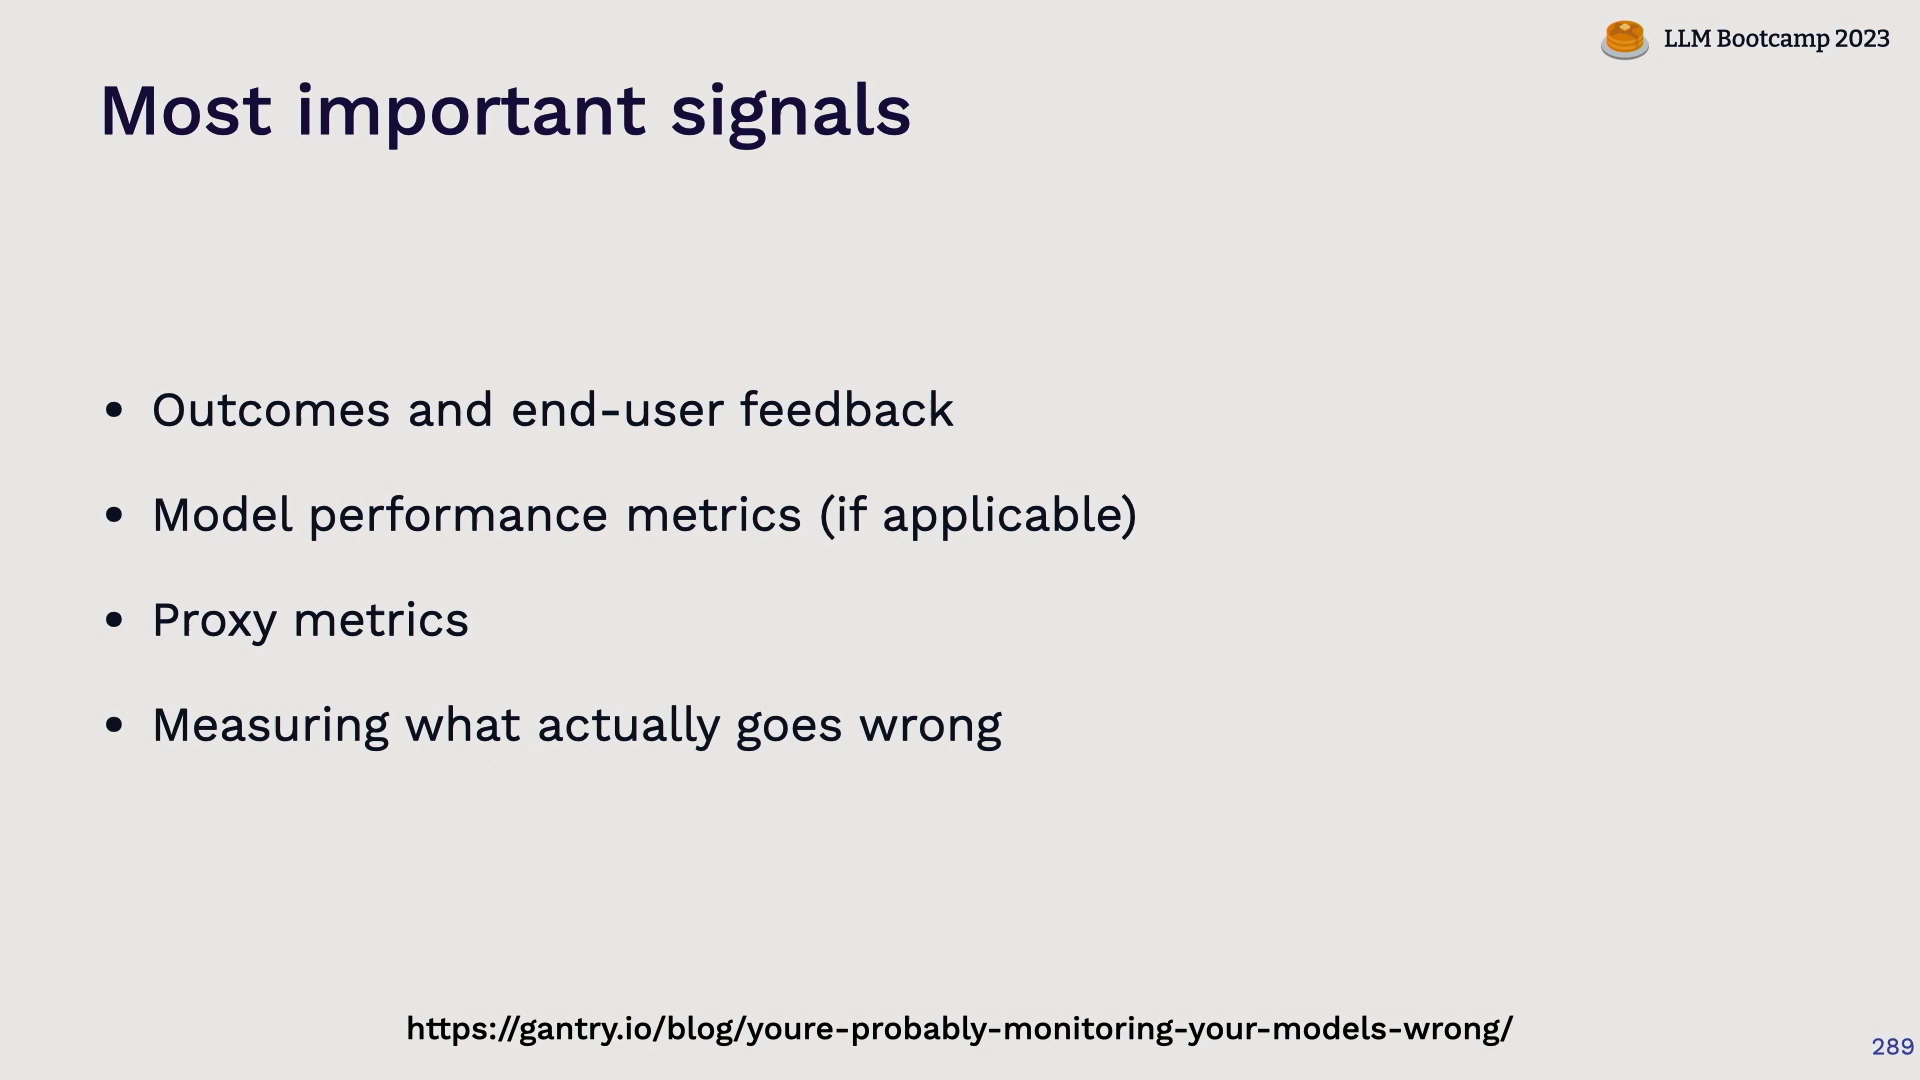 LLM Bootcamp 2023
Most important signals
• Outcomes and end-user feedback
• Model performance metrics (if applicable)
• Proxy metrics
• Measuring what actually goes wrong
https://gantry.io/blog/youre-probably-monitoring-your-models-wrong/
289